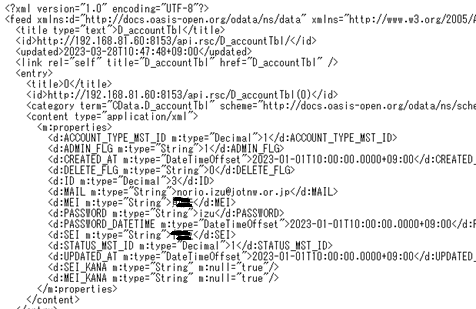 <?xml version="1.0" encoding="UTF-8"?>
<feed xmlns:d="http://docs.oasis-open.org/odata/ns/data" xmlns="http://www.w3.org/2005/
<title type="text">D_accountTbl</title>
<id>http://192.168.81.60:8153/api.rsc/D_accountTbl/</id>
<updated>2023-03-28T10:47:48+09:00</updated>
<link rel="self" title="D_accountTbl" href="D_accountTbl" />
<entry>
<title>0</title>
<id>http://192.168.81.60:8153/api.rsc/D_accountTbl(0)</id>
<category term="CData.D_accountTbl" scheme="http://docs.oasis-open.org/odata/ns/sche
<content type="application/xml">
<m:properties>
<d:ACCOUNT_TYPE_MST_ID m:type="Decimal">1</d:ACCOUNT_TYPE_MST_ID>
<d:ADMIN_FLG m:type="String">1</d:ADMIN_FLG>
<d:CREATED_AT m:type="DateTimeOffset">2023-01-01T10:00:00.0000+09:00</d:CREATED_
<d:DELETE_FLG m:type="String">0</d:DELETE_FLG>
<d:ID m:type="Decimal">3</d:ID>
<d:MAIL m:type="String">norio.izu@jotnw.or.jp</d:MAIL>
<d:MEI m:type="String"> </d:MEI>
<d:PASSWORD m:type="String">izu</d:PASSWORD>
<d:PASSWORD_DATETIME m:type="DateTimeOffset">2023-01-01T10:00:00.0000+09:00</d:P
<d:SEI m:type="String"> </d:SEI>
<d:STATUS_MST_ID m:type="Decimal">1</d:STATUS_MST_ID>
<d:UPDATED_AT m:type="DateTimeOffset">2023-01-01T10:00:00.0000+09:00</d:UPDATED_
<d:SEI_KANA m:type="String" m:null="true"/>
<d:MEI_KANA m:type="String" m:null="true"/>
</m:properties>
</content>